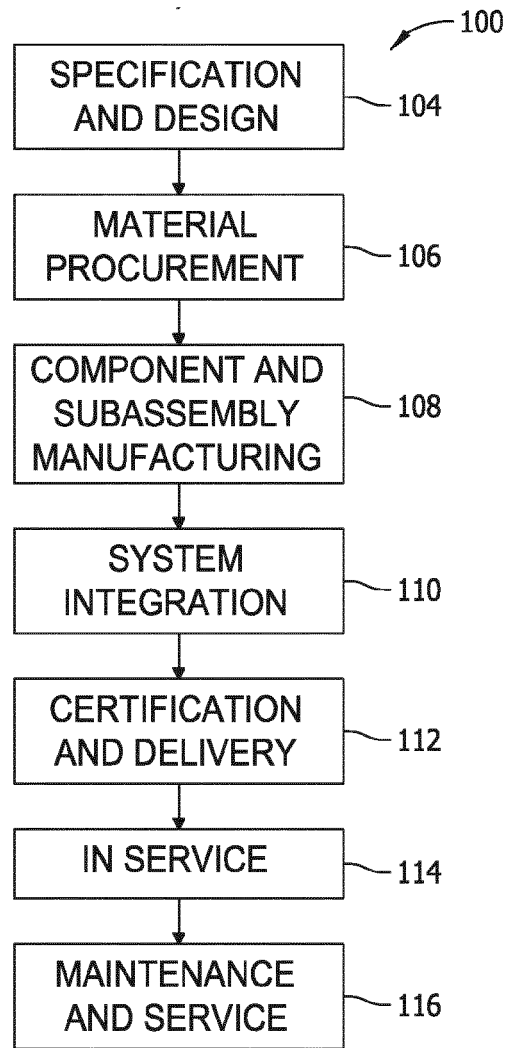 100
SPECIFICATION
AND DESIGN
104
MATERIAL
PROCUREMENT
106
COMPONENT AND
SUBASSEMBLY
MANUFACTURING
108
SYSTEM
INTEGRATION
110
CERTIFICATION
AND DELIVERY
112
IN SERVICE
114
MAINTENANCE
AND SERVICE
116